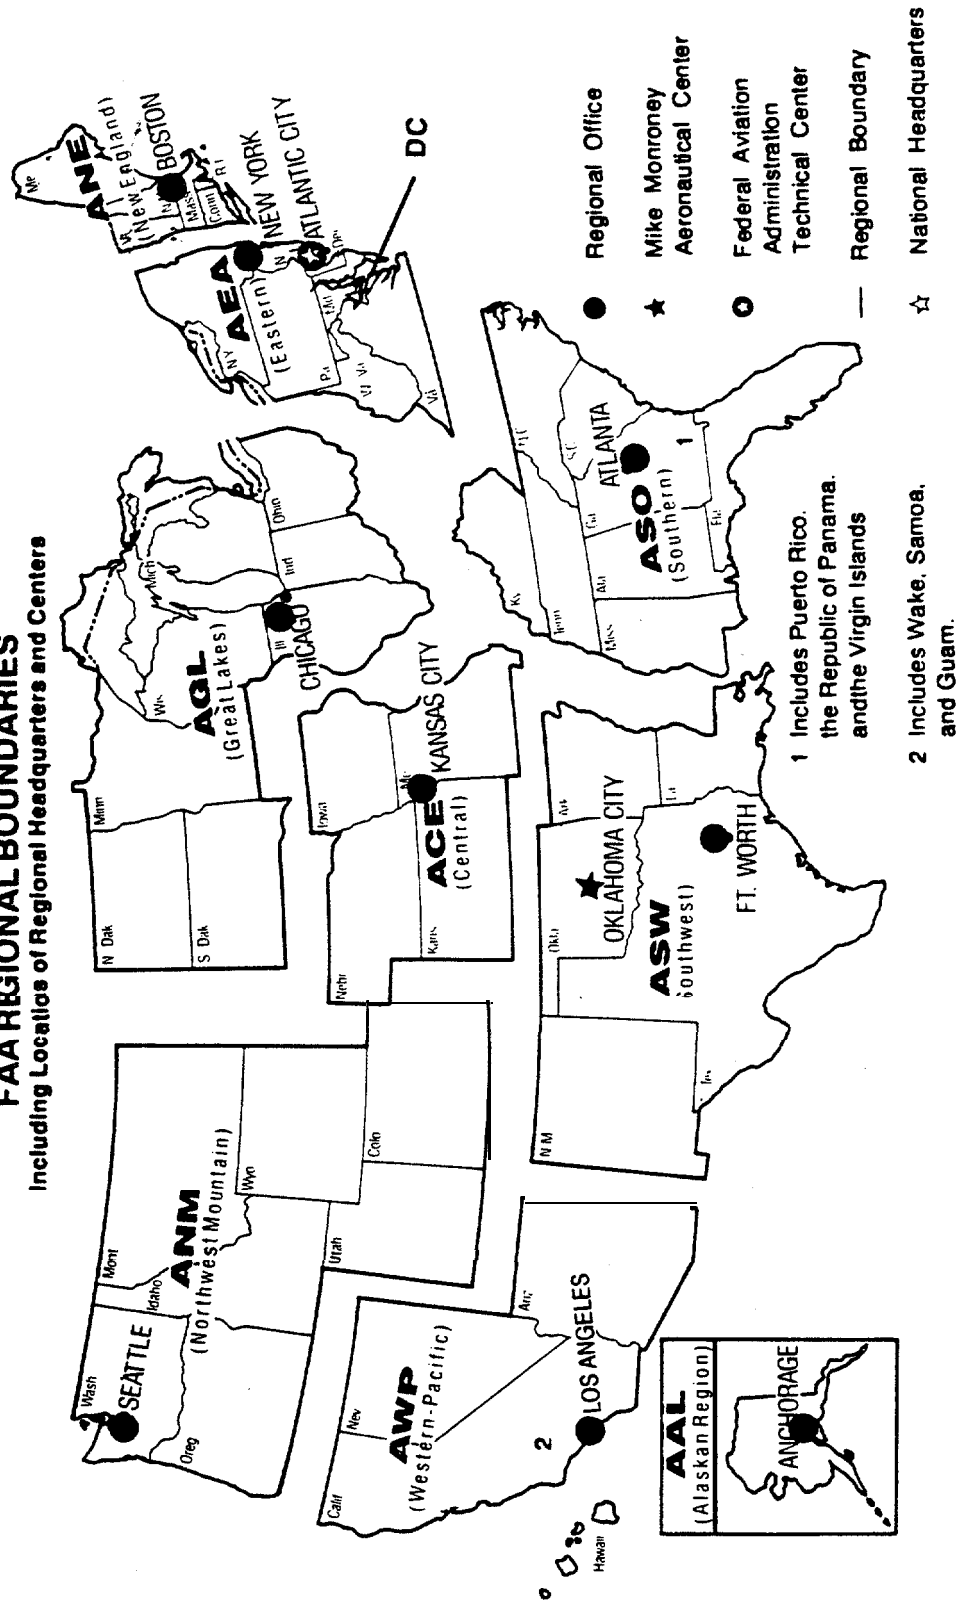 FAA REGIONAL BOUNDARIES
Including Locatios of Regional Headquarters and Centers
Wash
SEATTLE
Mont
Idaho
ANM
(Northwest Mountain)
Oreg
Wyo
Utah
Colo
Calif
Nev
AWP
(Western-Pacific)
Ariz
2
LOS ANGELES
Hawaii
AAL
(Alaskan Region)
ANCHORAGE
N Dak
S Dak
Minn
Wis
Mich
AGL
(Great Lakes)
Ill
CHICAGO
Ind
Ohio
Nebr
Iowa
Kans
Mo
KANSAS CITY
ACE
(Central)
N M
Okla
Ark
OKLAHOMA CITY
ASW
Southwest)
La
Tex
FT. WORTH
Ky
Tenn
Miss
Ala
Ga
ATLANTA
ASO
(Southern)
1
Fla
NY
AEA
(Eastern)
NEW YORK
Pa
ATLANTIC CITY
W Va
Va
DC
Me
ANE
(New England)
BOSTON
Mass
Conn
R I
Regional Office
Mike Monroney
Aeronautical Center
Federal Aviation
Administration
Technical Center
Regional Boundary
National Headquarters
1 Includes Puerto Rico.
the Republic of Panama.
andthe Virgin Islands
2 Includes Wake, Samoa,
and Guam.